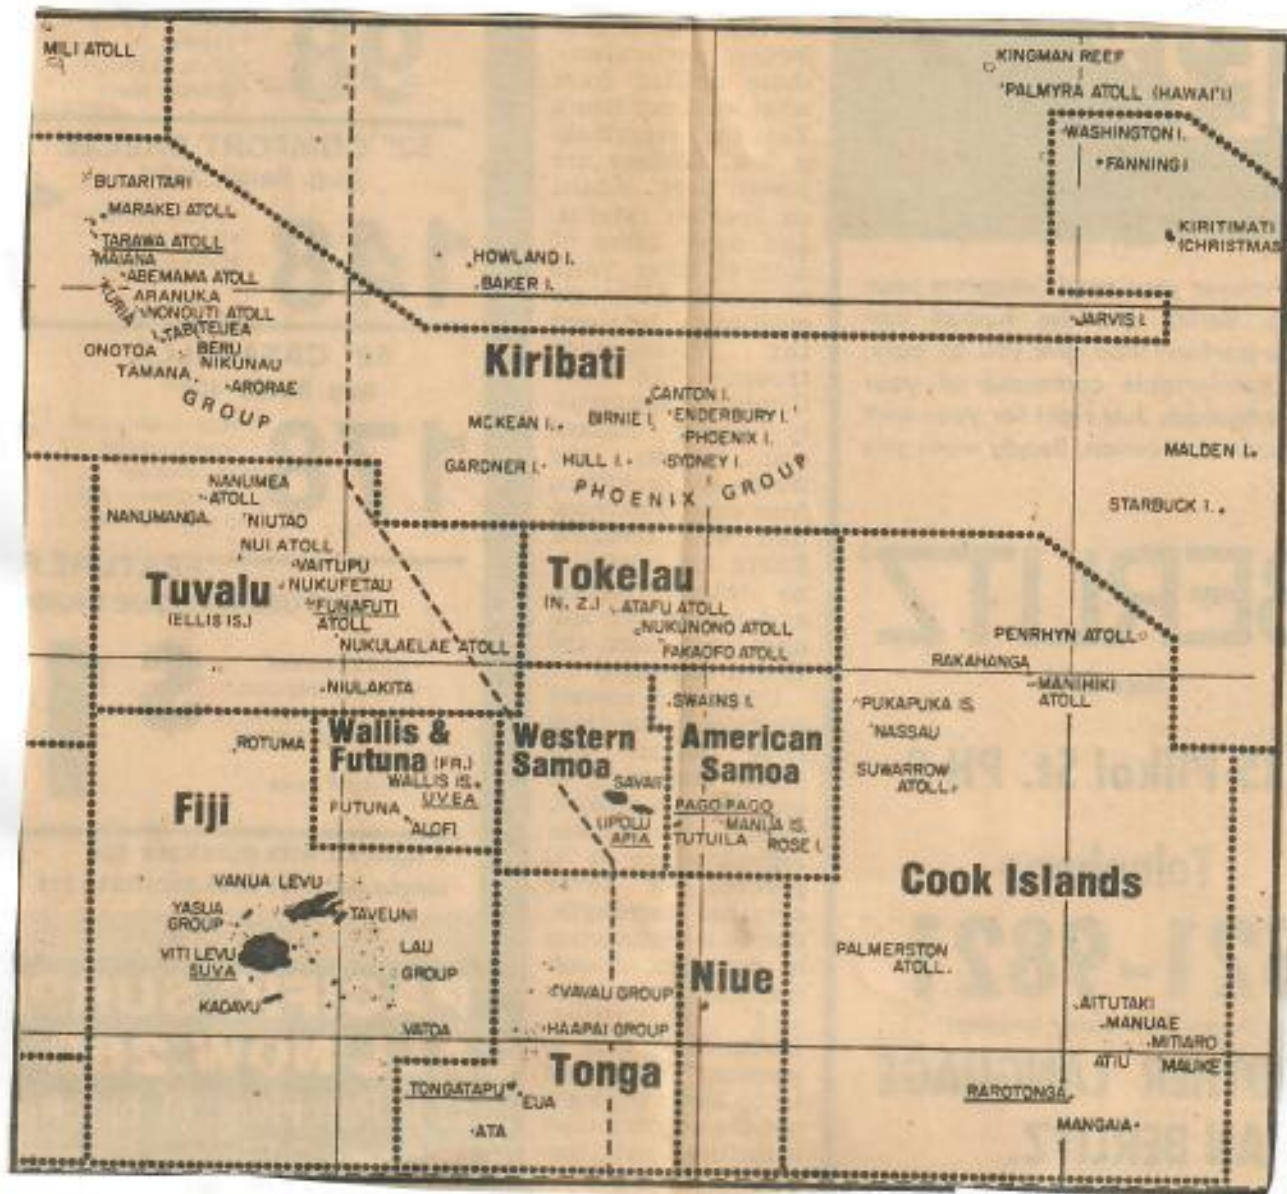 MILI ATOLL
KINGMAN REEF
PALMYRA ATOLL (HAWAI'I)
WASHINGTON I.
FANNING I
KIRITIMATI
(CHRISTMAS
JARVIS I.
BUTARITARI
MARAKEI ATOLL
TARAWA ATOLL
MAIANA
ABEMAMA ATOLL
KURIA
ARANUKA
NONOUTI ATOLL
TABITEUEA
ONOTOA
BERU
NIKUNAU
TAMANA
ARORAE
GROUP
HOWLAND I.
BAKER I.
Kiribati
CANTON I.
MCKEAN I.
BIRNIE I.
ENDERBURY I.
PHOENIX I.
GARDNER I.
HULL I.
SYDNEY I.
PHOENIX GROUP
MALDEN I.
STARBUCK I.
NANUMEA
ATOLL
NANUMANGA
NIUTAO
NUI ATOLL
VAITUPU
Tuvalu
NUKUFETAU
(ELLIS IS.)
FUNAFUTI
ATOLL
NUKULAELAE ATOLL
NIULAKITA
Tokelau
(N. Z.)
ATAFU ATOLL
NUKUNONO ATOLL
FAKAOFO ATOLL
PENRHYN ATOLL
RAKAHANGA
MANIHIKI
ATOLL
PUKAPUKA IS.
NASSAU
SUWARROW
ATOLL
ROTUMA
Wallis &
Futuna (FR.)
WALLIS IS.
UVEA
FUTUNA
ALOFI
Western
Samoa
SAVAII
UPOLU
APIA
SWAINS I.
American
Samoa
PAGO PAGO
MANUA IS.
TUTUILA
ROSE I.
Fiji
VANUA LEVU
YASUA
GROUP
TAVEUNI
VITI LEVU
SUVA
LAU
GROUP
KADAVU
VATOA
VAVAU GROUP
HAAPAI GROUP
Tonga
TONGATAPU
EUA
ATA
Niue
Cook Islands
PALMERSTON
ATOLL
AITUTAKI
MANUAE
MITIARO
ATIU
MAUKE
RAROTONGA
MANGAIA